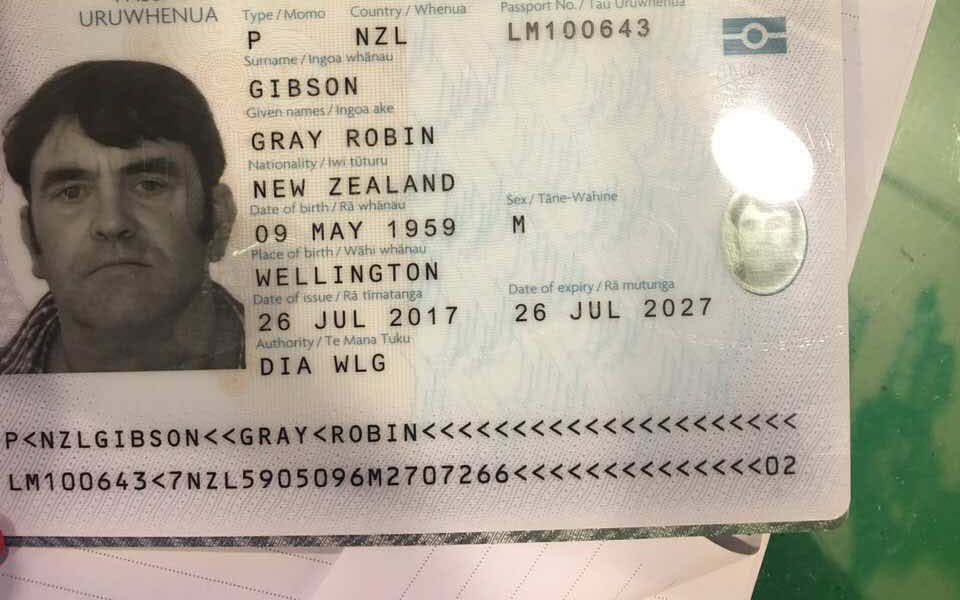 URUWHENUA
Type / Momo Country / Whenua Passport No. / Tau Uruwhenua
P NZL LM100643
Surname / Ingoa whānau
GIBSON
Given names / Ingoa ake
GRAY ROBIN
Nationality / Iwi tūturu
NEW ZEALAND
Date of birth / Rā whānau Sex / Tāne-Wahine
09 MAY 1959 M
Place of birth / Wāhi whānau
WELLINGTON
Date of issue / Rā tīmatanga Date of expiry / Rā mutunga
26 JUL 2017 26 JUL 2027
Authority / Te Mana Tuku
DIA WLG
P<NZLGIBSON<<GRAY<ROBIN<<<<<<<<<<<<<<<<<<<<<
LM100643<7NZL5905096M2707266<<<<<<<<<<<<<<02